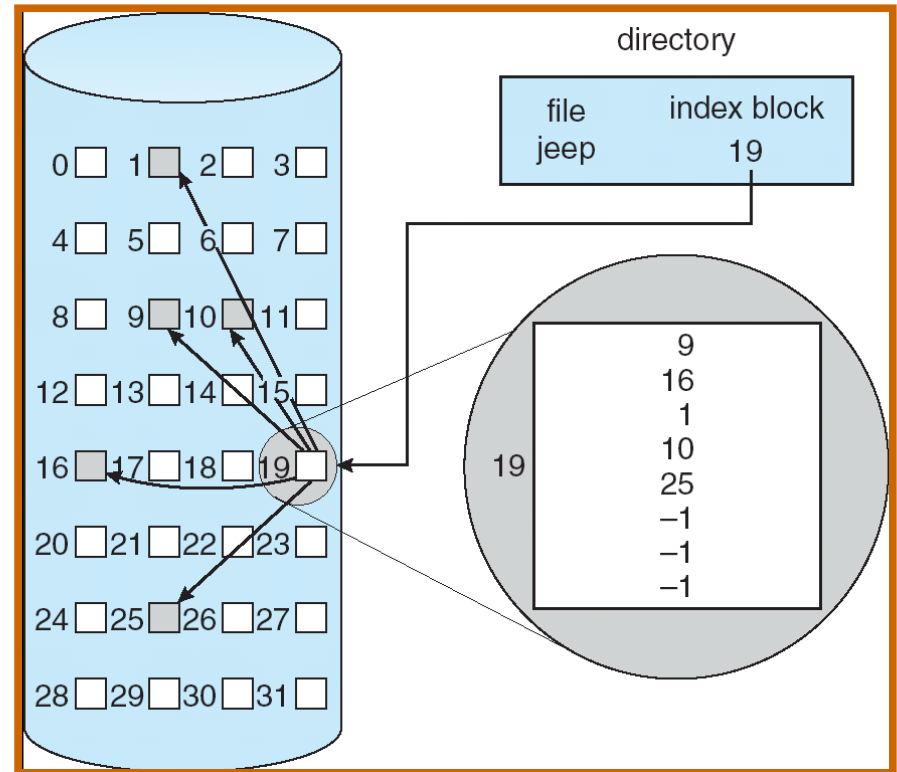 directory
file index block
jeep 19
0 1 2 3
4 5 6 7
8 9 10 11
12 13 14 15
16 17 18 19
20 21 22 23
24 25 26 27
28 29 30 31
19
9
16
1
10
25
–1
–1
–1